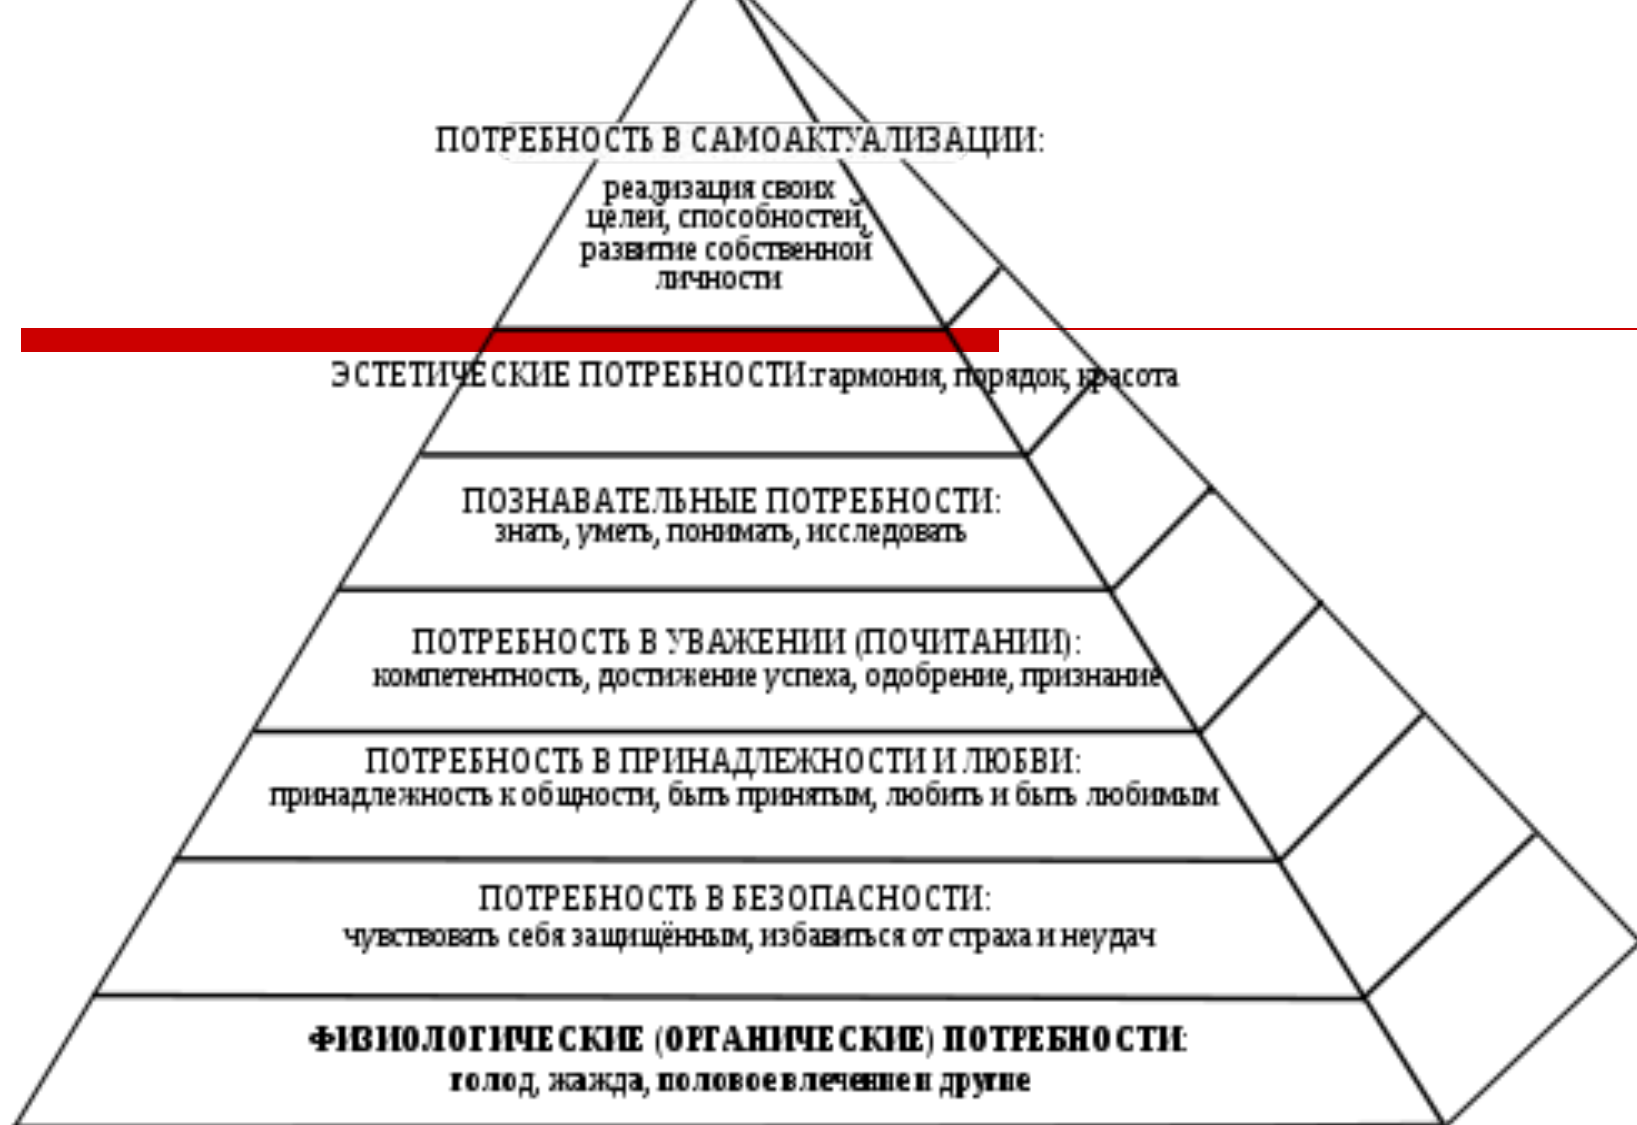 ПОТРЕБНОСТЬ В САМОАКТУАЛИЗАЦИИ:
реализация своих
целей, способностей,
развитие собственной
личности
ЭСТЕТИЧЕСКИЕ ПОТРЕБНОСТИ:гармония, порядок, красота
ПОЗНАВАТЕЛЬНЫЕ ПОТРЕБНОСТИ:
знать, уметь, понимать, исследовать
ПОТРЕБНОСТЬ В УВАЖЕНИИ (ПОЧИТАНИИ):
компетентность, достижение успеха, одобрение, признание
ПОТРЕБНОСТЬ В ПРИНАДЛЕЖНОСТИ И ЛЮБВИ:
принадлежность к общности, быть принятым, любить и быть любимым
ПОТРЕБНОСТЬ В БЕЗОПАСНОСТИ:
чувствовать себя защищённым, избавиться от страха и неудач
ФИЗИОЛОГИЧЕСКИЕ (ОРГАНИЧЕСКИЕ) ПОТРЕБНОСТИ:
голод, жажда, половое влечение и другие